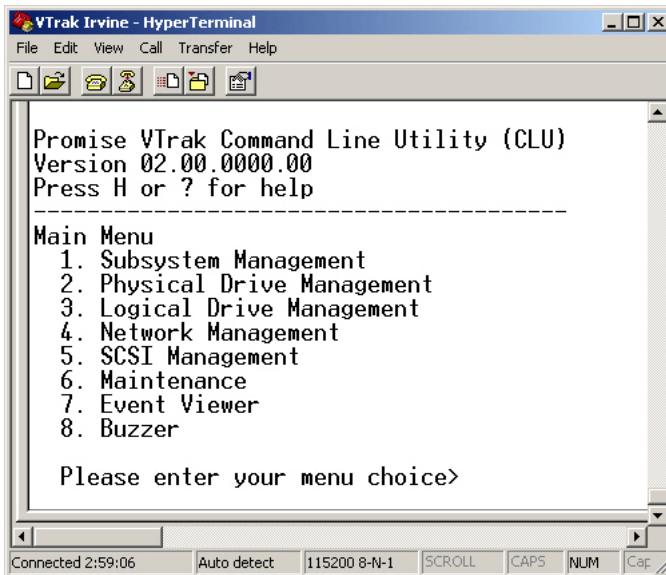 VTrak Irvine - HyperTerminal
File Edit View Call Transfer Help
Promise VTrak Command Line Utility (CLU)
Version 02.00.0000.00
Press H or ? for help
----------------------------------------
Main Menu
1. Subsystem Management
2. Physical Drive Management
3. Logical Drive Management
4. Network Management
5. SCSI Management
6. Maintenance
7. Event Viewer
8. Buzzer
Please enter your menu choice>
Connected 2:59:06 Auto detect 115200 8-N-1 SCROLL CAPS NUM Cap